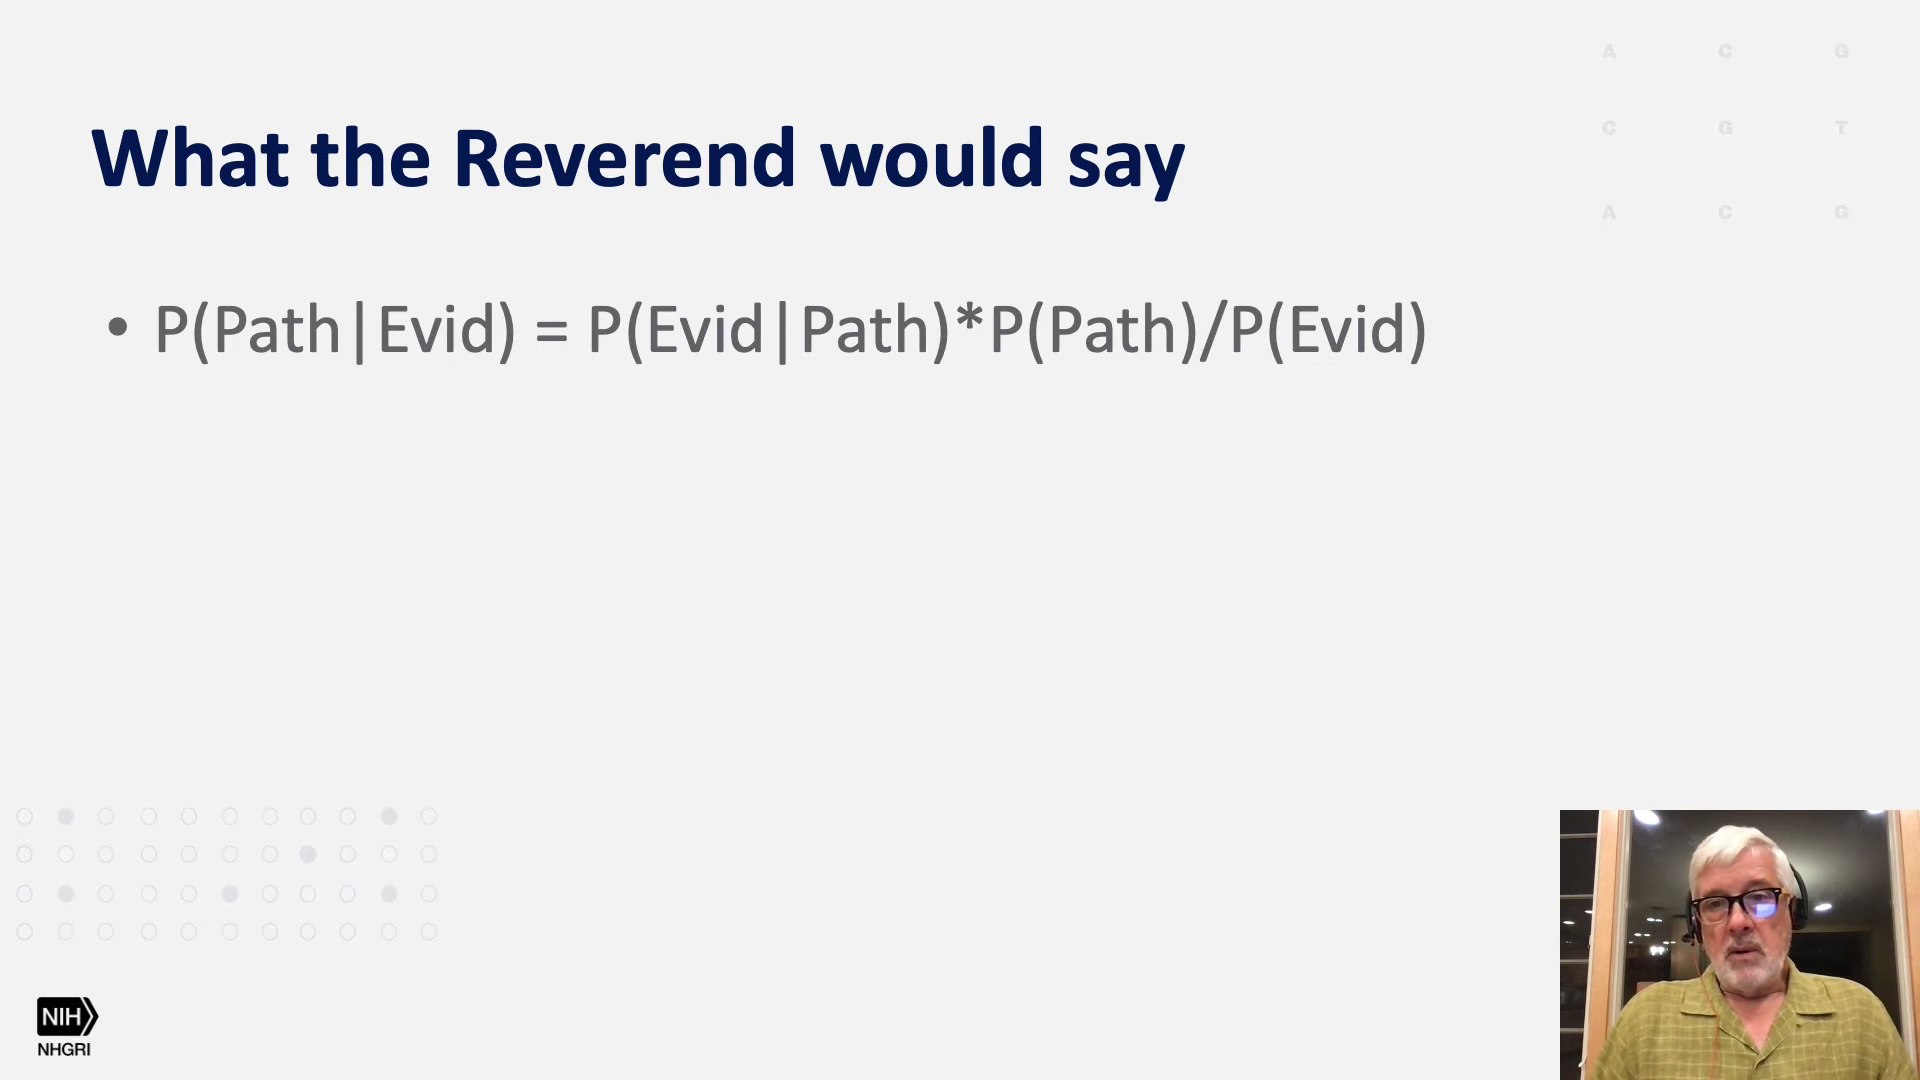 A C G
C G T
A C G
What the Reverend would say
• P(Path|Evid) = P(Evid|Path)*P(Path)/P(Evid)
NIH
NHGRI